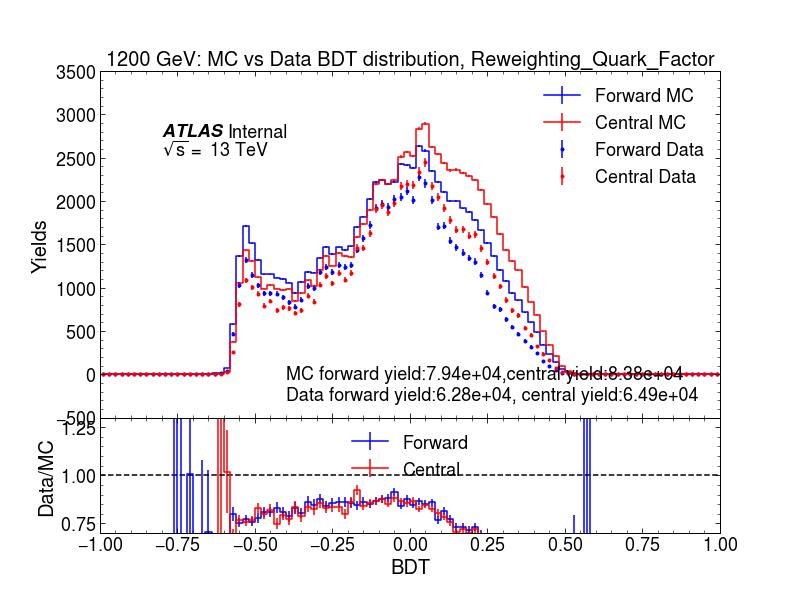 1200 GeV: MC vs Data BDT distribution, Reweighting_Quark_Factor
3500
3000
2500
2000
1500
1000
500
0
−500
Yields
ATLAS Internal
√s = 13 TeV
Forward MC
Central MC
Forward Data
Central Data
MC forward yield:7.94e+04,central yield:8.38e+04
Data forward yield:6.28e+04, central yield:6.49e+04
1.25
1.00
0.75
Data/MC
Forward
Central
−1.00 −0.75 −0.50 −0.25 0.00 0.25 0.50 0.75 1.00
BDT